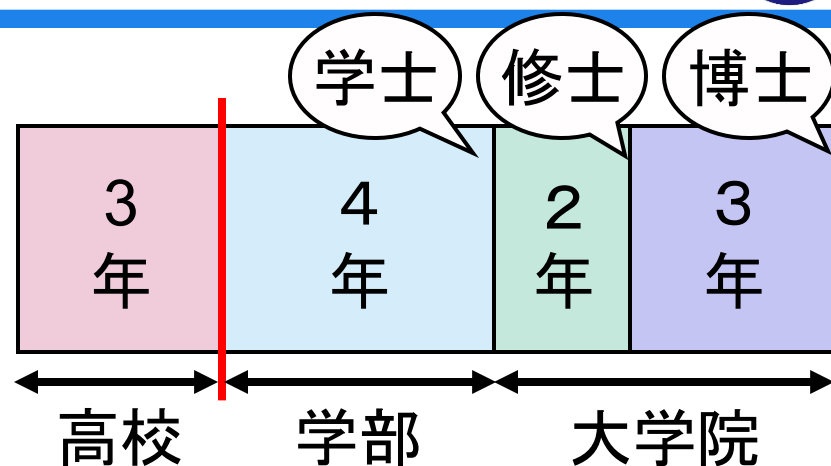 学士 修士 博士
3年 4年 2年 3年
高校 学部 大学院